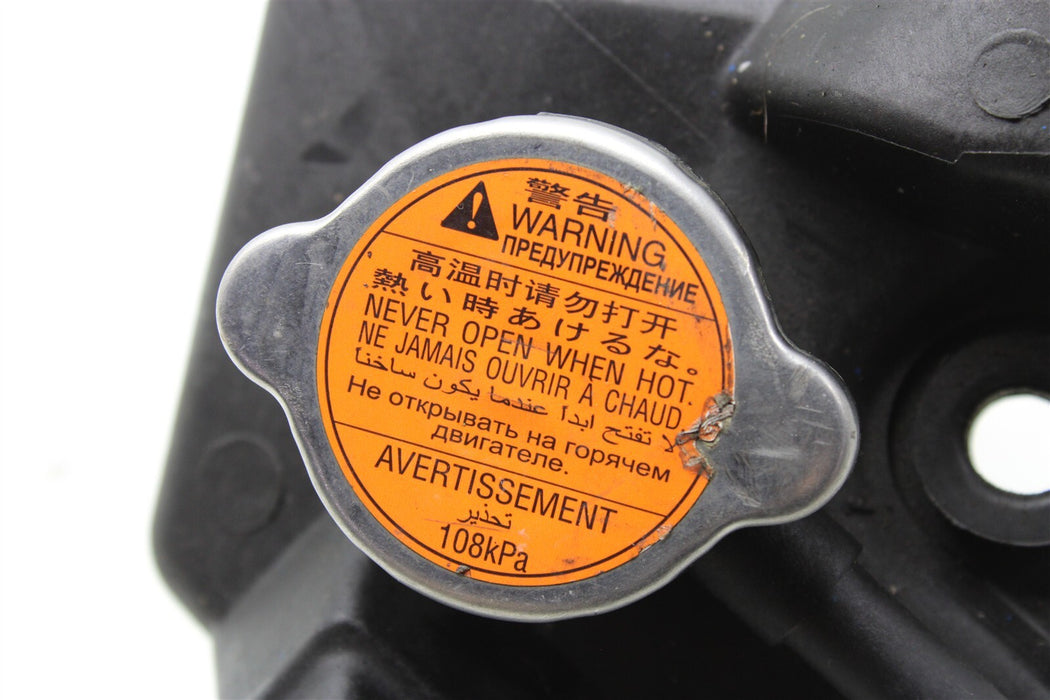 警告
WARNING
ПРЕДУПРЕЖДЕНИЕ
高温时请勿打开
熱い時あけるな。
NEVER OPEN WHEN HOT.
NE JAMAIS OUVRIR À CHAUD.
لا تفتح ابدأ عندما يكون ساخناً
Не открывать на горячем
двигателе.
AVERTISSEMENT
تحذير
108kPa